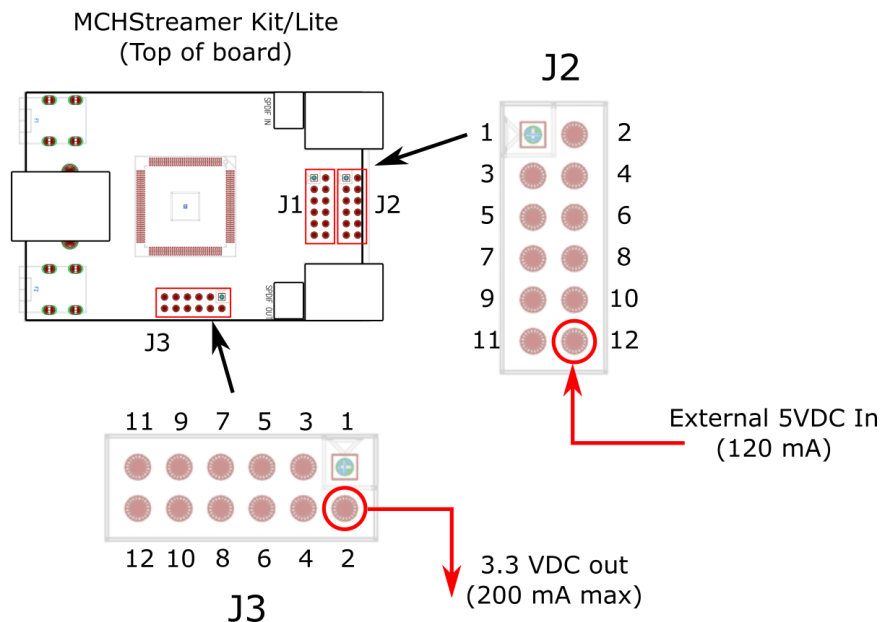 MCHStreamer Kit/Lite
(Top of board)
SPDIF IN
J1
J2
SPDIF OUT
J3
J2
1 2
3 4
5 6
7 8
9 10
11 12
External 5VDC In
(120 mA)
11 9 7 5 3 1
12 10 8 6 4 2
J3
3.3 VDC out
(200 mA max)